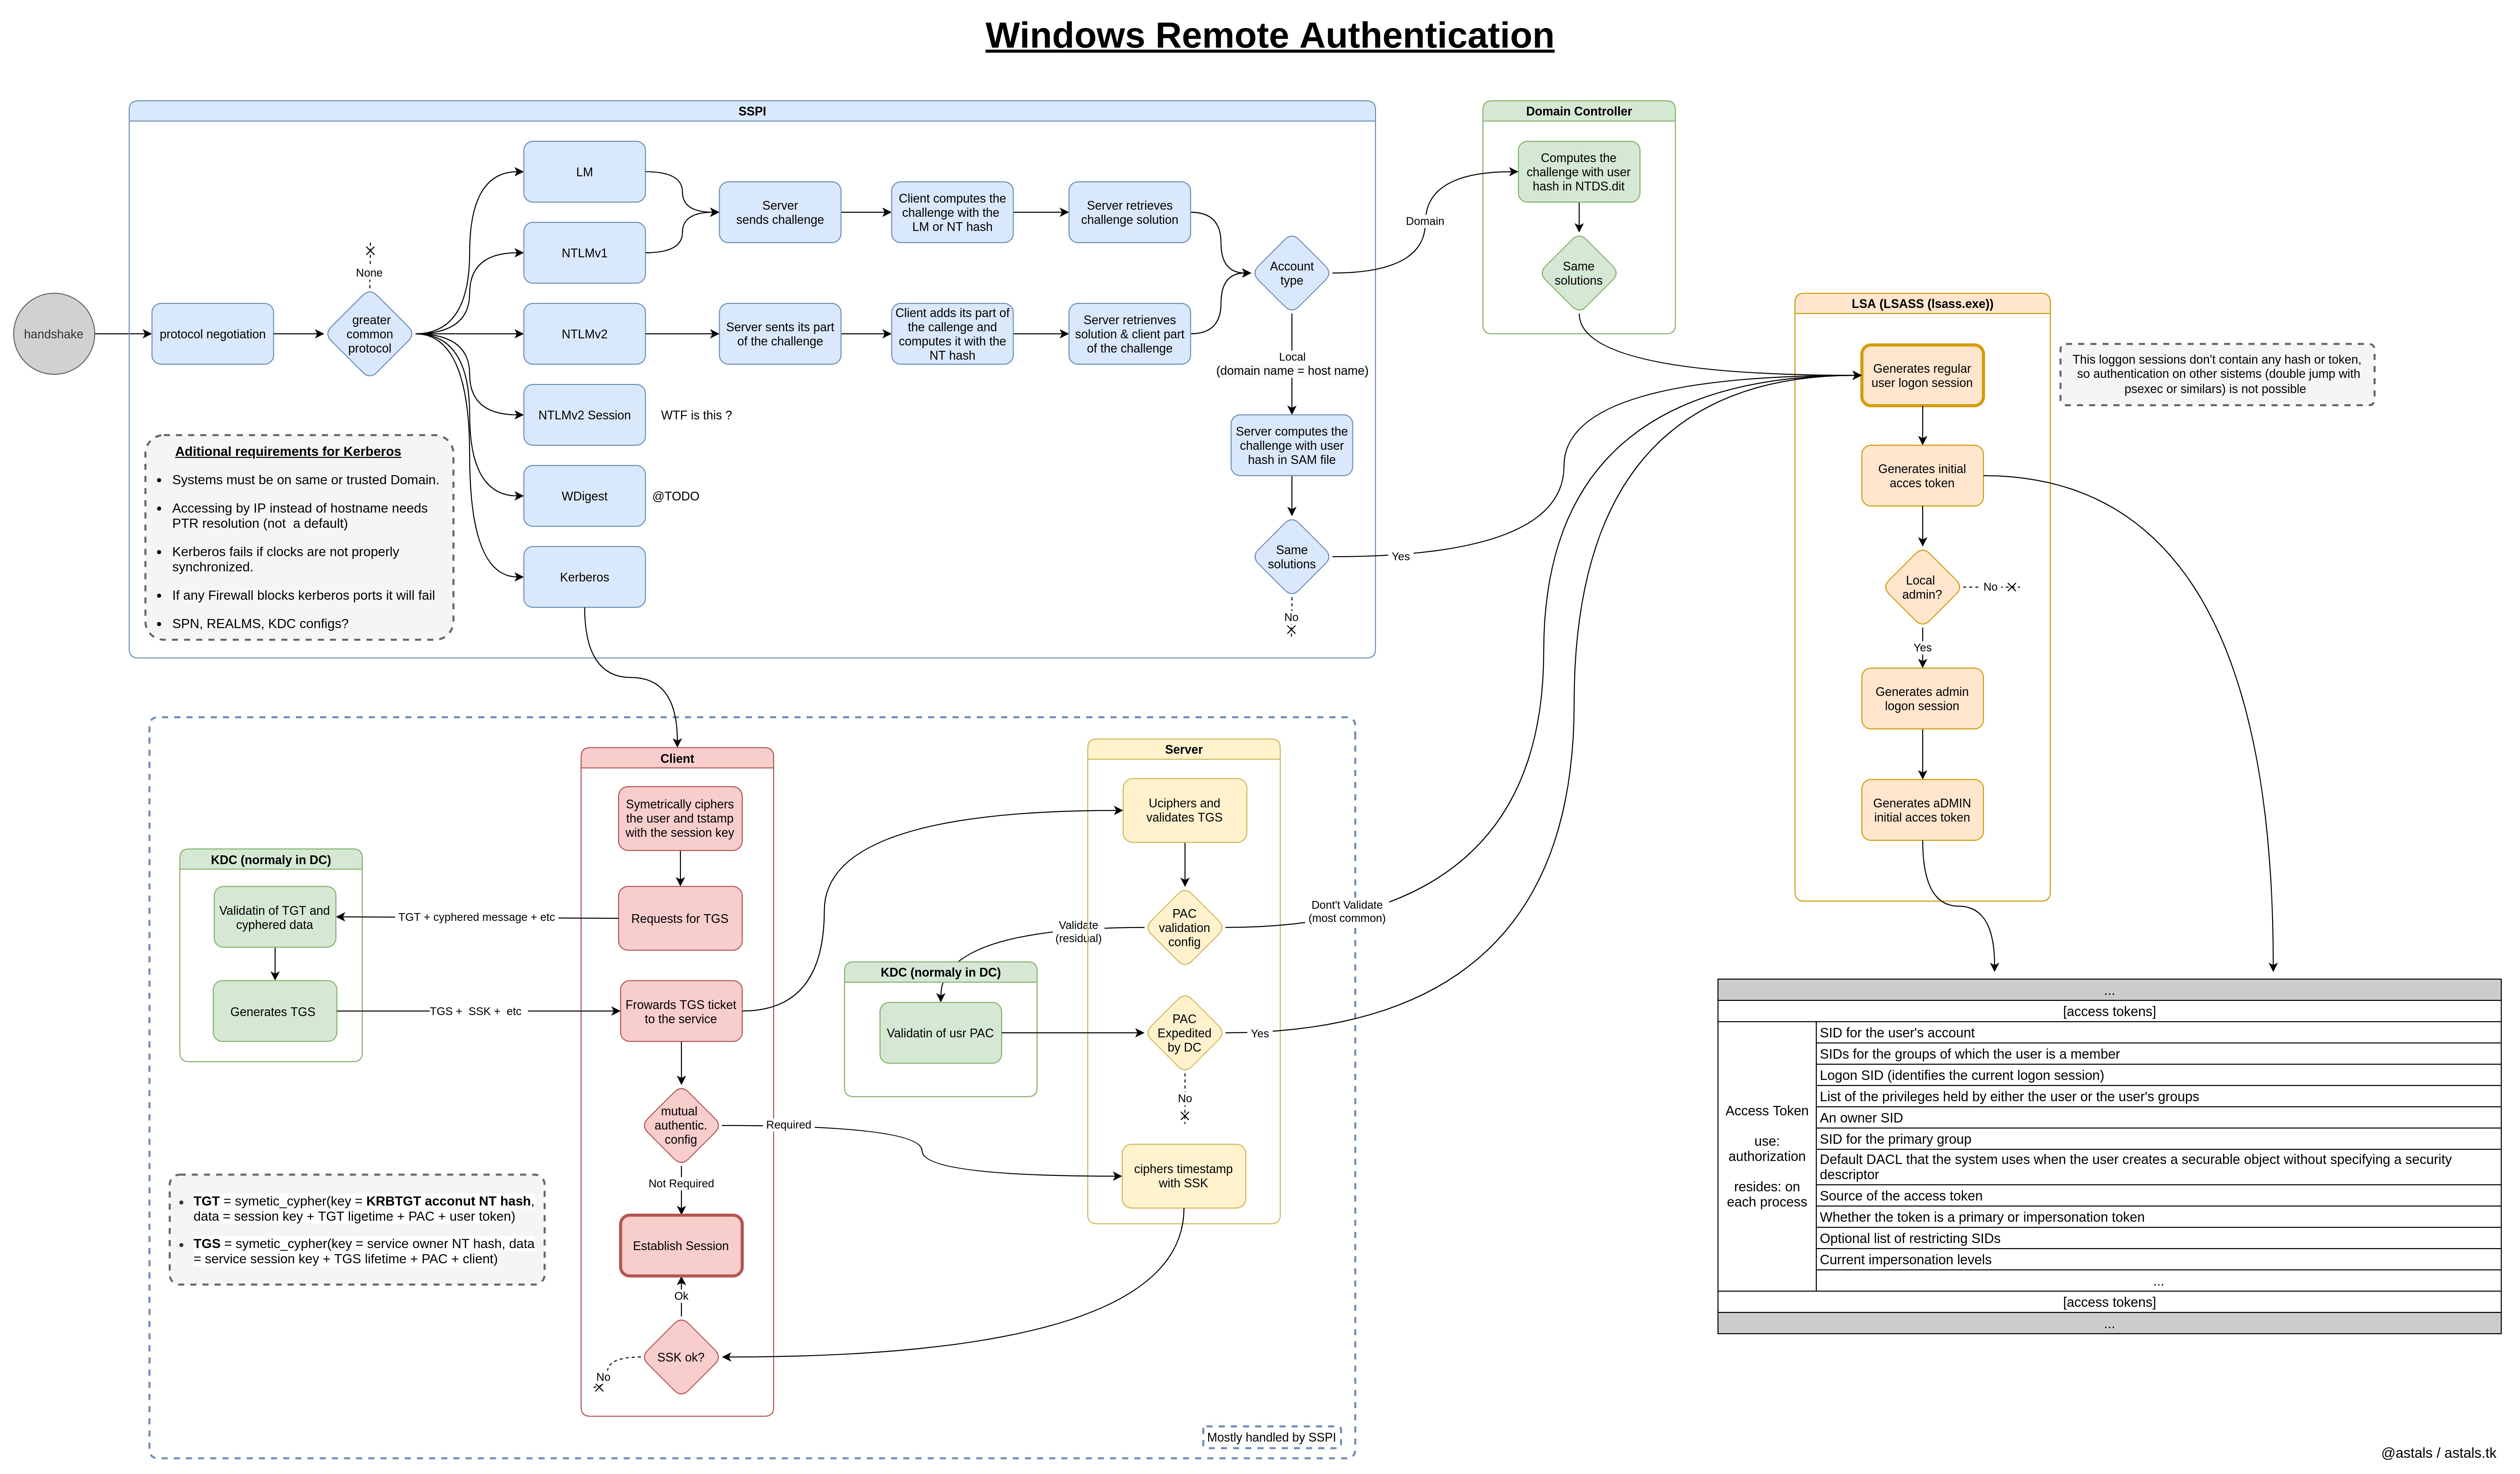 Windows Remote Authentication
SSPI
Domain Controller
LM
Computes the
challenge with user
hash in NTDS.dit
Server
sends challenge
Client computes the
challenge with the
LM or NT hash
Server retrieves
challenge solution
Domain
NTLMv1
None
Account
type
Same
solutions
LSA (LSASS (lsass.exe))
handshake
protocol negotiation
greater
common
protocol
NTLMv2
Server sents its part
of the challenge
Client adds its part of
the callenge and
computes it with the
NT hash
Server retrienves
solution & client part
of the challenge
Local
(domain name = host name)
Generates regular
user logon session
This loggon sessions don't contain any hash or token,
so authentication on other sistems (double jump with
psexec or similars) is not possible
NTLMv2 Session
WTF is this ?
Server computes the
challenge with user
hash in SAM file
Aditional requirements for Kerberos
• Systems must be on same or trusted Domain.
• Accessing by IP instead of hostname needs
PTR resolution (not  a default)
• Kerberos fails if clocks are not properly
synchronized.
• If any Firewall blocks kerberos ports it will fail
• SPN, REALMS, KDC configs?
Generates initial
acces token
WDigest
@TODO
Same
solutions
Yes
No
Kerberos
Local
admin?
No
Yes
Generates admin
logon session
Generates aDMIN
initial acces token
Client
Server
Symetrically ciphers
the user and tstamp
with the session key
Uciphers and
validates TGS
KDC (normaly in DC)
Validatin of TGT and
cyphered data
TGT + cyphered message + etc
Requests for TGS
PAC
validation
config
Dont't Validate
(most common)
Validate
(residual)
KDC (normaly in DC)
Generates TGS
TGS +  SSK +  etc
Frowards TGS ticket
to the service
Validatin of usr PAC
PAC
Expedited
by DC
Yes
No
mutual
authentic.
config
Required
ciphers timestamp
with SSK
Not Required
• TGT = symetic_cypher(key = KRBTGT acconut NT hash,
data = session key + TGT ligetime + PAC + user token)
• TGS = symetic_cypher(key = service owner NT hash, data
= service session key + TGS lifetime + PAC + client)
Establish Session
Ok
SSK ok?
No
Mostly handled by SSPI
...
[access tokens]
Access Token
use:
authorization
resides: on
each process
SID for the user's account
SIDs for the groups of which the user is a member
Logon SID (identifies the current logon session)
List of the privileges held by either the user or the user's groups
An owner SID
SID for the primary group
Default DACL that the system uses when the user creates a securable object without specifying a security
descriptor
Source of the access token
Whether the token is a primary or impersonation token
Optional list of restricting SIDs
Current impersonation levels
...
[access tokens]
...
@astals / astals.tk